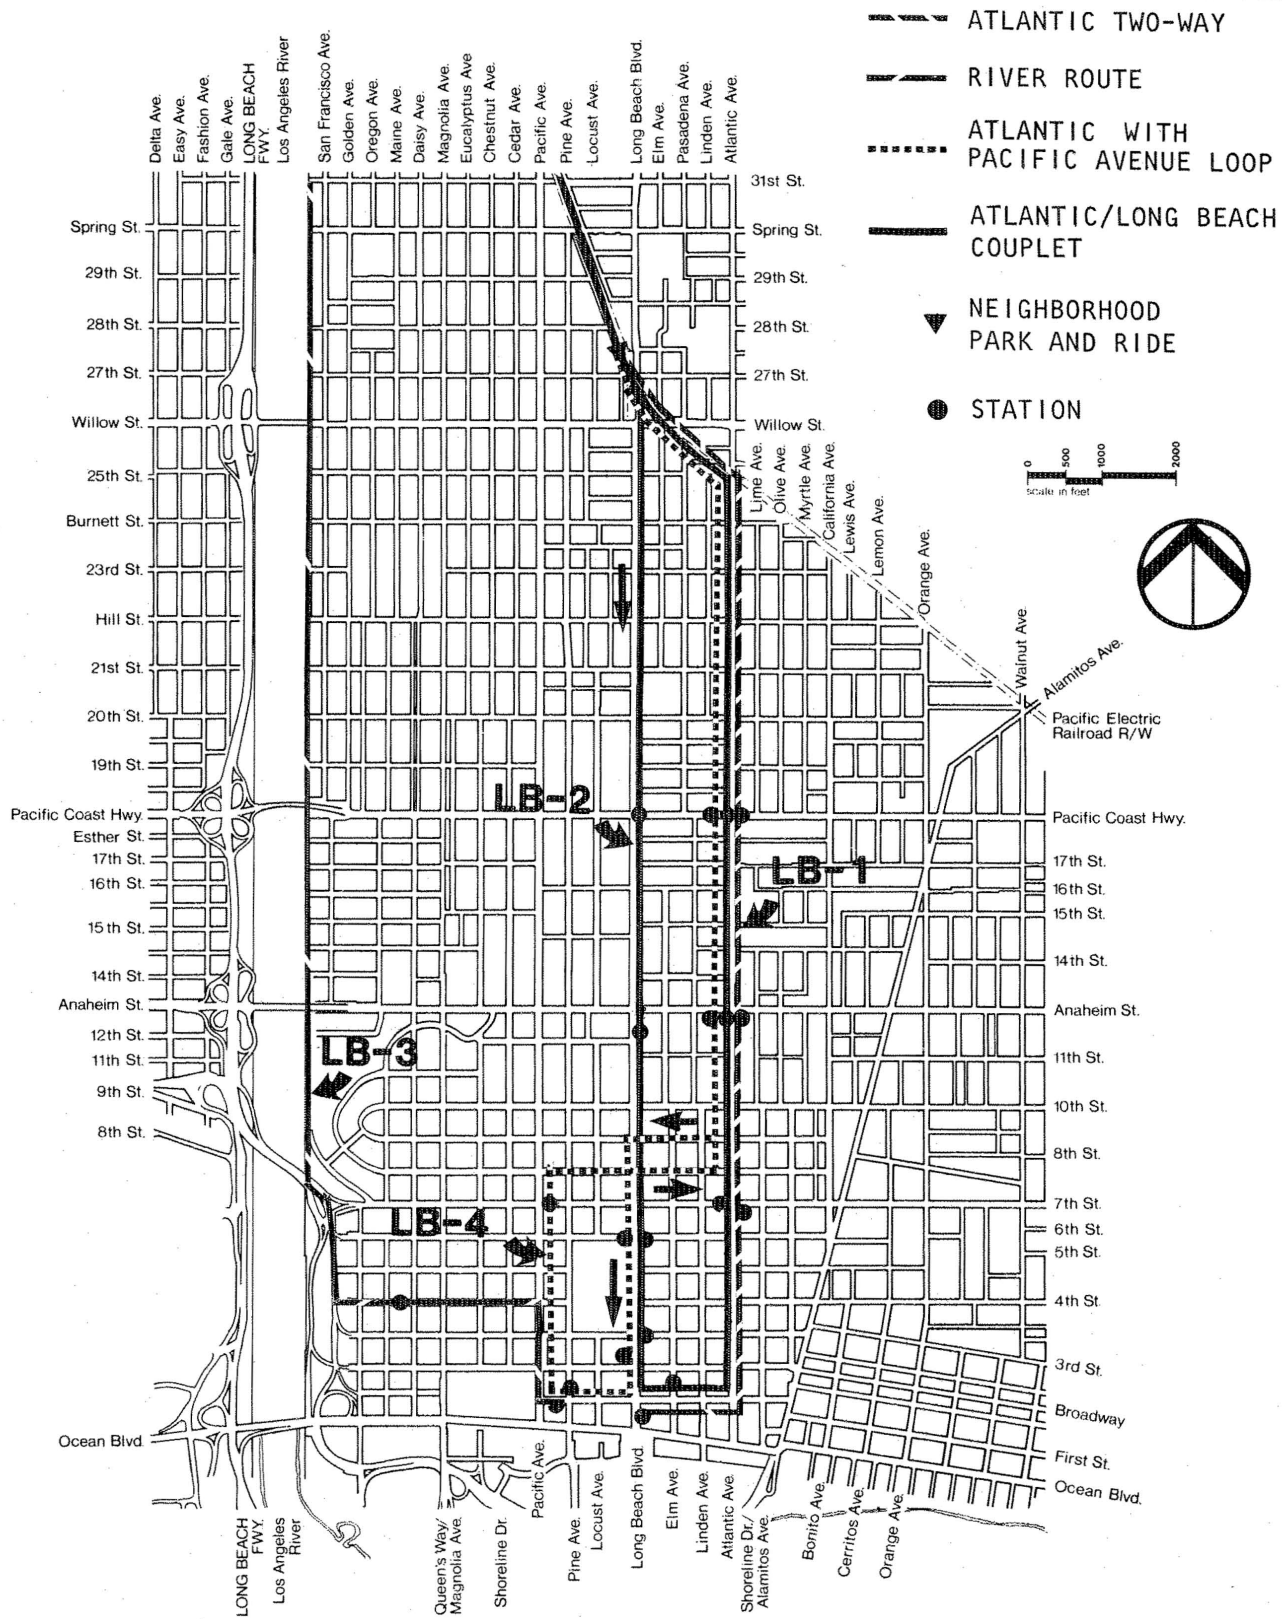 ATLANTIC TWO-WAY
RIVER ROUTE
ATLANTIC WITH
PACIFIC AVENUE LOOP
ATLANTIC/LONG BEACH
COUPLET
NEIGHBORHOOD
PARK AND RIDE
STATION
0 500 1000 2000
scale in feet
Delta Ave.
Easy Ave.
Fashion Ave.
Gale Ave.
LONG BEACH
FWY.
Los Angeles River
San Francisco Ave.
Golden Ave.
Oregon Ave.
Maine Ave.
Daisy Ave.
Magnolia Ave.
Eucalyptus Ave
Chestnut Ave.
Cedar Ave.
Pacific Ave.
Pine Ave.
Locust Ave.
Long Beach Blvd.
Elm Ave.
Pasadena Ave.
Linden Ave.
Atlantic Ave.
Spring St.
29th St.
28th St.
27th St.
Willow St.
25th St.
Burnett St.
23rd St.
Hill St.
21st St.
20th St.
19th St.
Pacific Coast Hwy.
Esther St.
17th St.
16th St.
15th St.
14th St.
Anaheim St.
12th St.
11th St.
9th St.
8th St.
Ocean Blvd.
31st St.
Spring St.
29th St.
28th St.
27th St.
Willow St.
Lime Ave.
Olive Ave.
Myrtle Ave.
California Ave.
Lewis Ave.
Lemon Ave.
Orange Ave.
Walnut Ave.
Alamitos Ave.
Pacific Electric
Railroad R/W
Pacific Coast Hwy.
17th St.
16th St.
15th St.
14th St.
Anaheim St.
11th St.
10th St.
8th St.
7th St.
6th St.
5th St.
4th St.
3rd St.
Broadway
First St.
Ocean Blvd.
LB-2
LB-1
LB-3
LB-4
LONG BEACH
FWY.
Los Angeles
River
Queen's Way/
Magnolia Ave.
Shoreline Dr.
Pacific Ave.
Pine Ave.
Locust Ave.
Long Beach Blvd.
Elm Ave.
Linden Ave.
Atlantic Ave.
Shoreline Dr./
Alamitos Ave.
Bonito Ave.
Cerritos Ave.
Orange Ave.